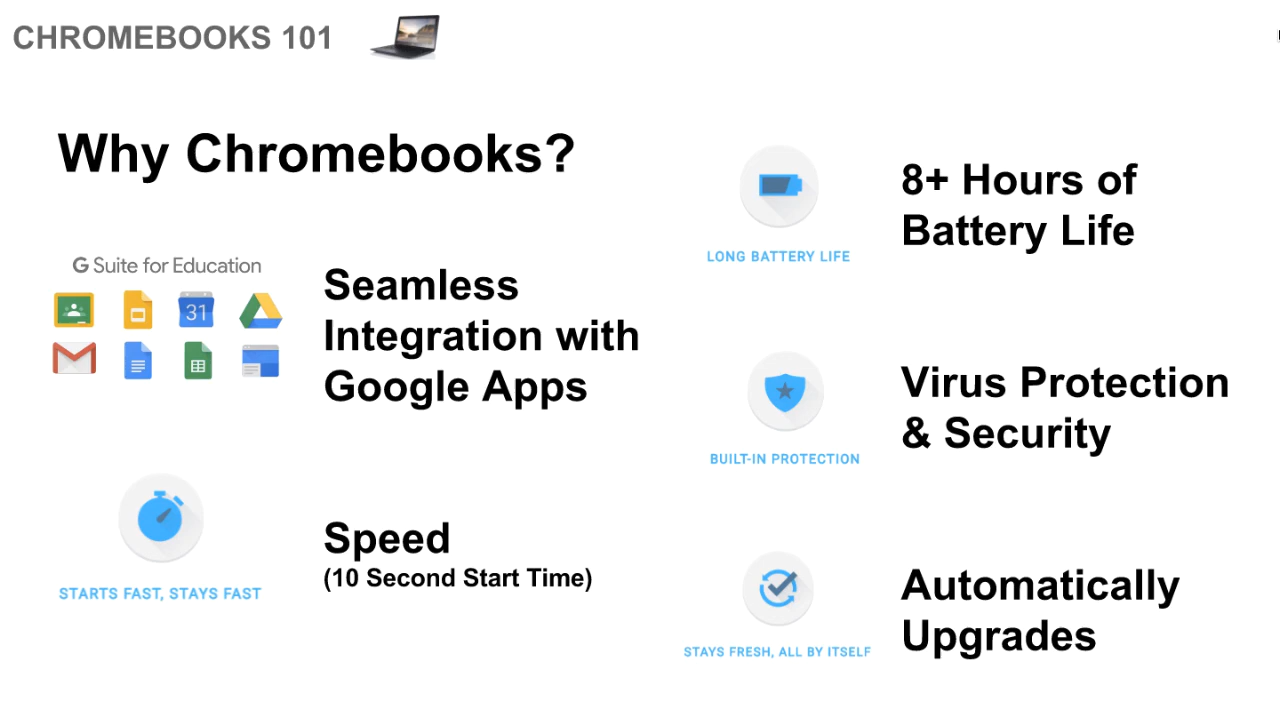 CHROMEBOOKS 101
Why Chromebooks?
G Suite for Education
31
Seamless
Integration with
Google Apps
STARTS FAST, STAYS FAST
Speed
(10 Second Start Time)
LONG BATTERY LIFE
8+ Hours of
Battery Life
BUILT-IN PROTECTION
Virus Protection
& Security
STAYS FRESH, ALL BY ITSELF
Automatically
Upgrades